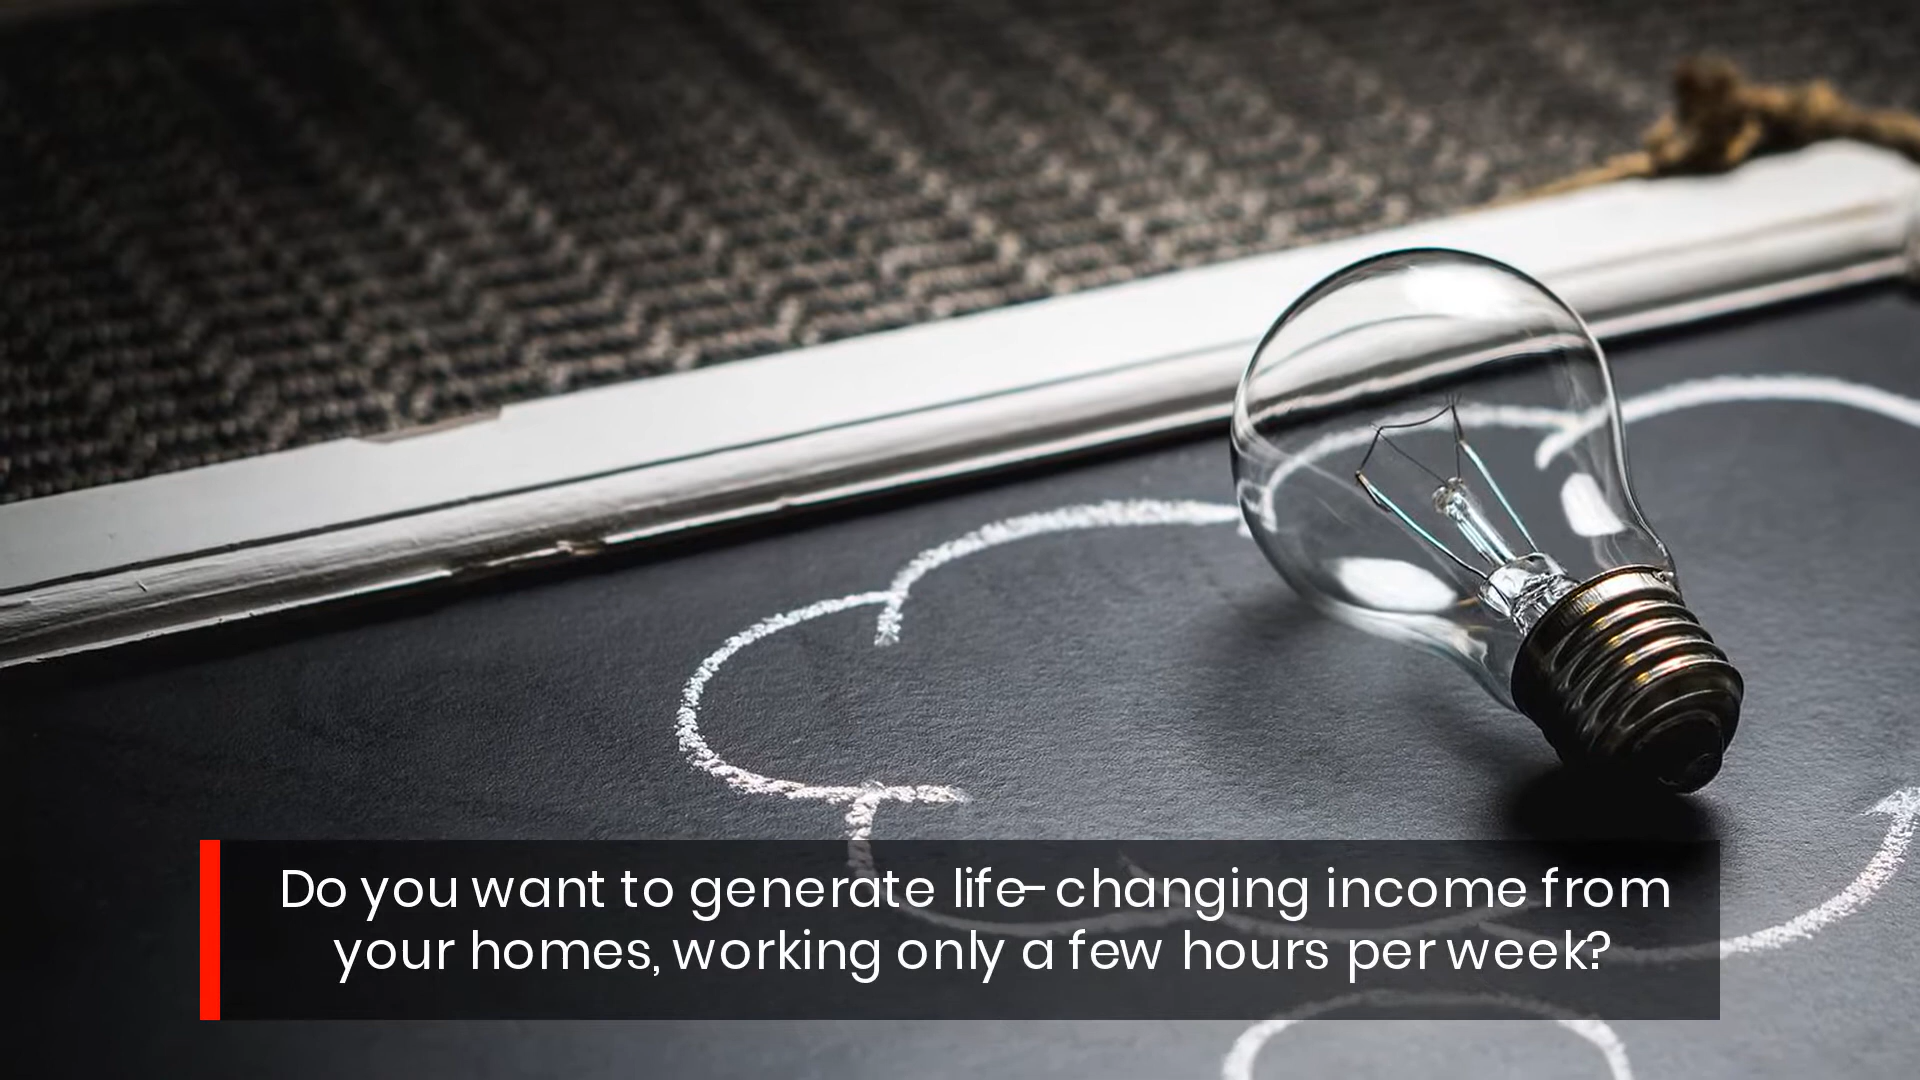 Do you want to generate life-changing income from
your homes, working only a few hours per week?